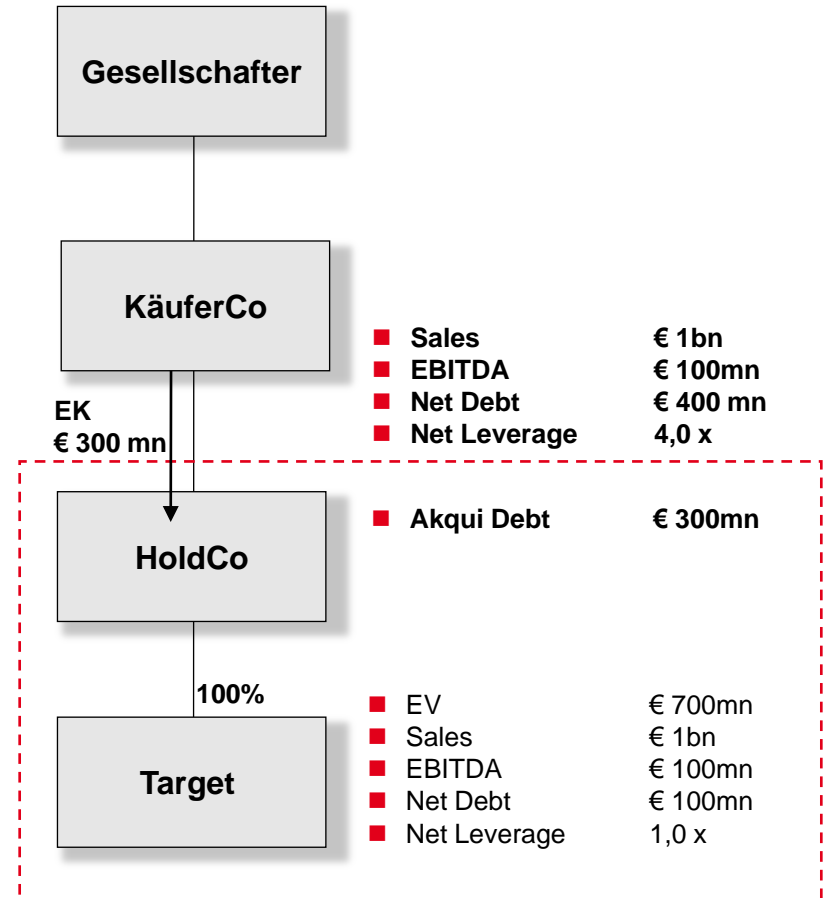 Gesellschafter
KäuferCo
■ Sales € 1bn
■ EBITDA € 100mn
■ Net Debt € 400 mn
■ Net Leverage 4,0 x
EK
€ 300 mn
HoldCo
■ Akqui Debt € 300mn
100%
Target
■ EV € 700mn
■ Sales € 1bn
■ EBITDA € 100mn
■ Net Debt € 100mn
■ Net Leverage 1,0 x